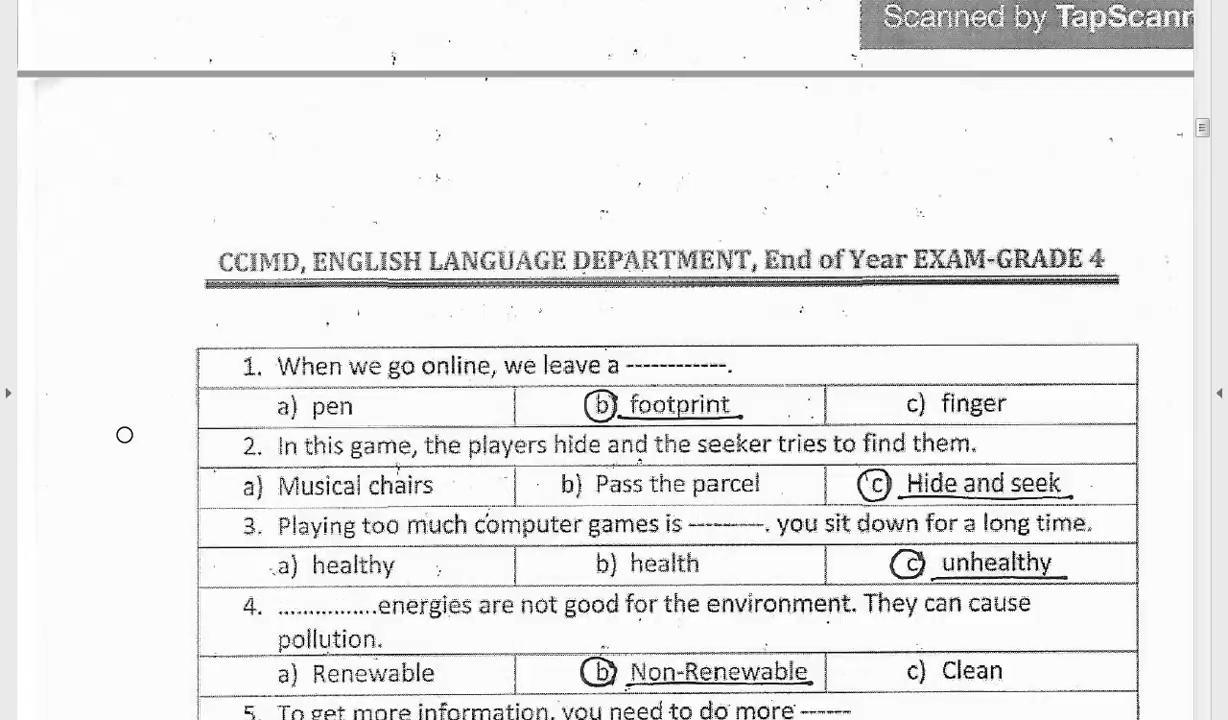 Scanned by TapScanr
CCIMD, ENGLISH LANGUAGE DEPARTMENT, End of Year EXAM-GRADE 4
1. When we go online, we leave a ------------.
a) pen b) footprint c) finger
2. In this game, the players hide and the seeker tries to find them.
a) Musical chairs b) Pass the parcel c) Hide and seek
3. Playing too much computer games is --------. you sit down for a long time.
a) healthy b) health c) unhealthy
4. ................energies are not good for the environment. They can cause
pollution.
a) Renewable b) Non-Renewable c) Clean
5. To get more information, you need to do more ------